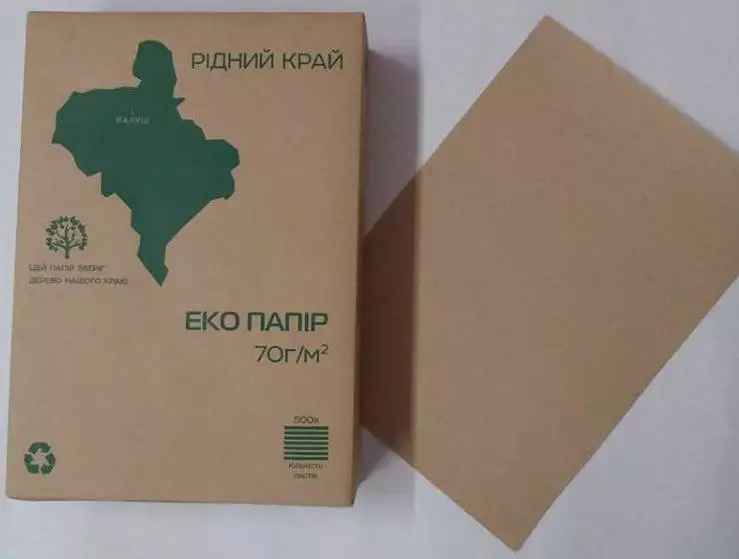 РІДНИЙ КРАЙ
КАЛУШ
ЦЕЙ ПАПІР ЗБЕРІГ
ДЕРЕВО НАШОГО КРАЮ
ЕКО ПАПІР
70г/м²
500х
КІЛЬКІСТЬ
ЛИСТІВ